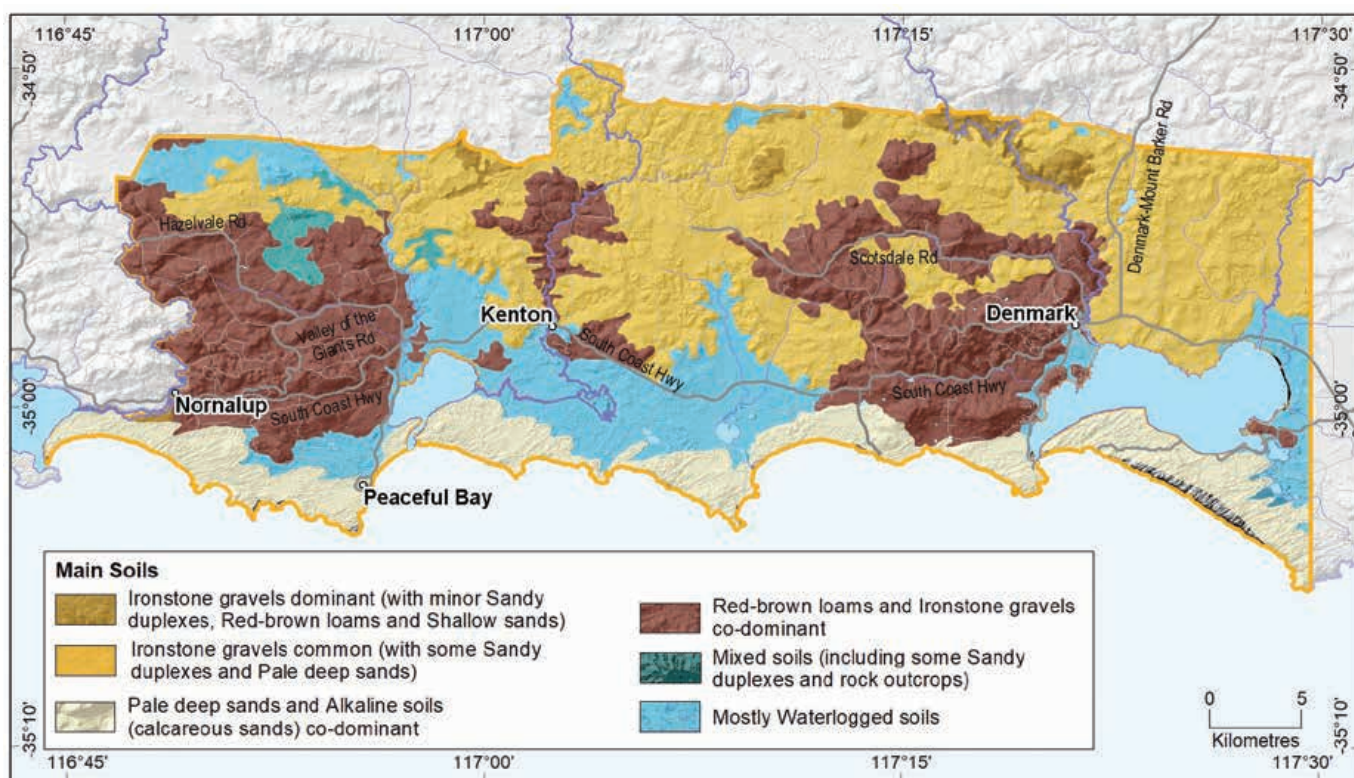 116°45'
117°00'
117°15'
117°30'
-34°50'
-34°50'
Denmark-Mount Barker Rd
Hazelvale Rd
Scotsdale Rd
Kenton
Denmark
Valley of the
Giants Rd
South Coast Hwy
South Coast Hwy
South Coast Hwy
Nornalup
-35°00'
-35°00'
Peaceful Bay
Main Soils
Ironstone gravels dominant (with minor Sandy
duplexes, Red-brown loams and Shallow sands)
Ironstone gravels common (with some Sandy
duplexes and Pale deep sands)
Pale deep sands and Alkaline soils
(calcareous sands) co-dominant
Red-brown loams and Ironstone gravels
co-dominant
Mixed soils (including some Sandy
duplexes and rock outcrops)
Mostly Waterlogged soils
0 5
Kilometres
-35°10'
-35°10'
116°45'
117°00'
117°15'
117°30'